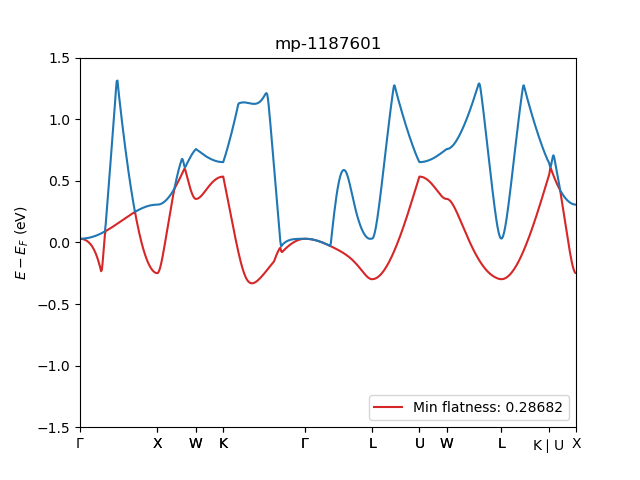 mp-1187601
E − E_F (eV)
1.5
1.0
0.5
0.0
−0.5
−1.0
−1.5
Min flatness: 0.28682
Γ X W K Γ L U W L K | U X